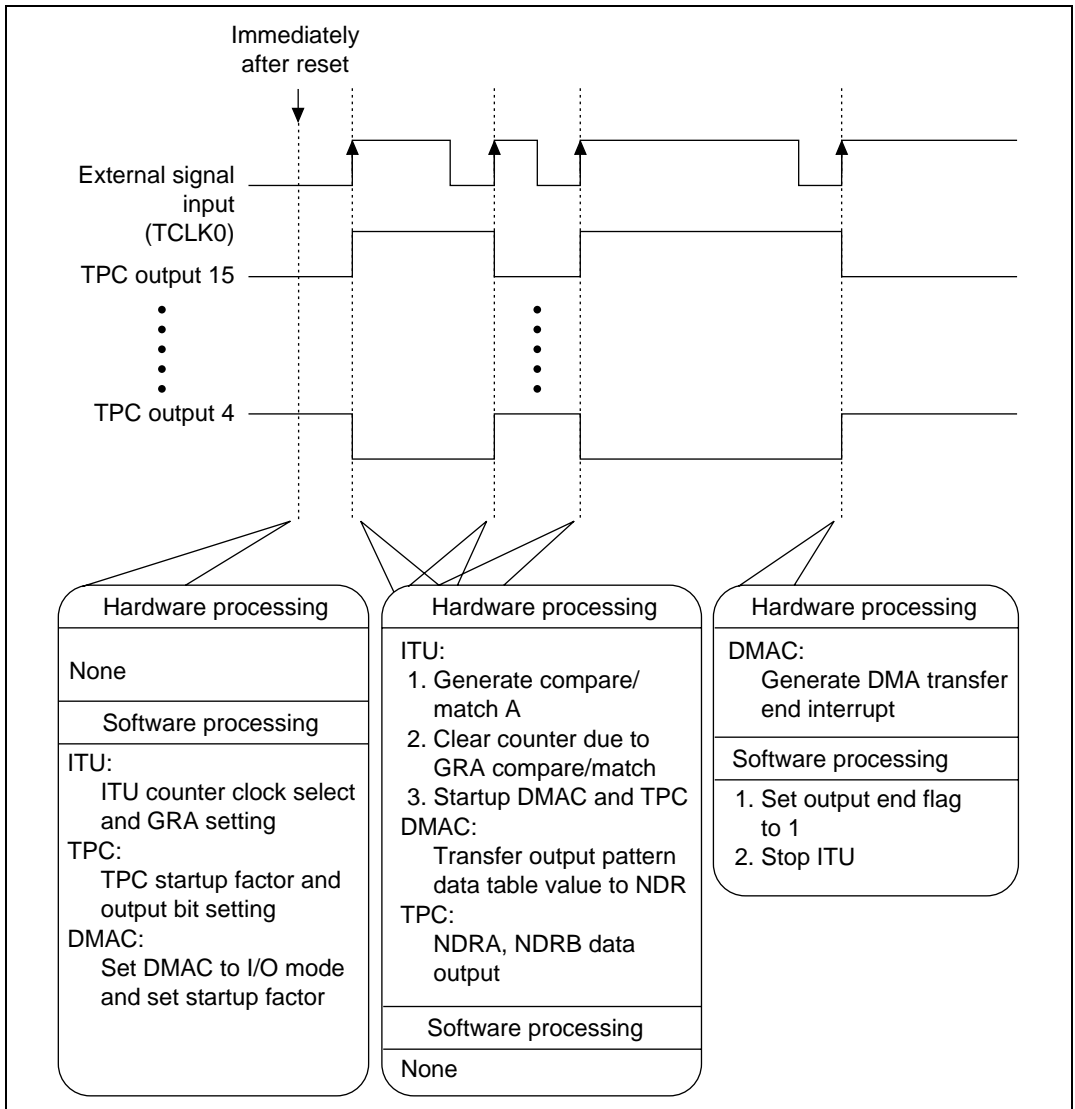 Immediately
after reset
External signal
input
(TCLK0)
TPC output 15
TPC output 4
Hardware processing
None
Software processing
ITU:
ITU counter clock select
and GRA setting
TPC:
TPC startup factor and
output bit setting
DMAC:
Set DMAC to I/O mode
and set startup factor
Hardware processing
ITU:
1. Generate compare/
match A
2. Clear counter due to
GRA compare/match
3. Startup DMAC and TPC
DMAC:
Transfer output pattern
data table value to NDR
TPC:
NDRA, NDRB data
output
Software processing
None
Hardware processing
DMAC:
Generate DMA transfer
end interrupt
Software processing
1. Set output end flag
to 1
2. Stop ITU